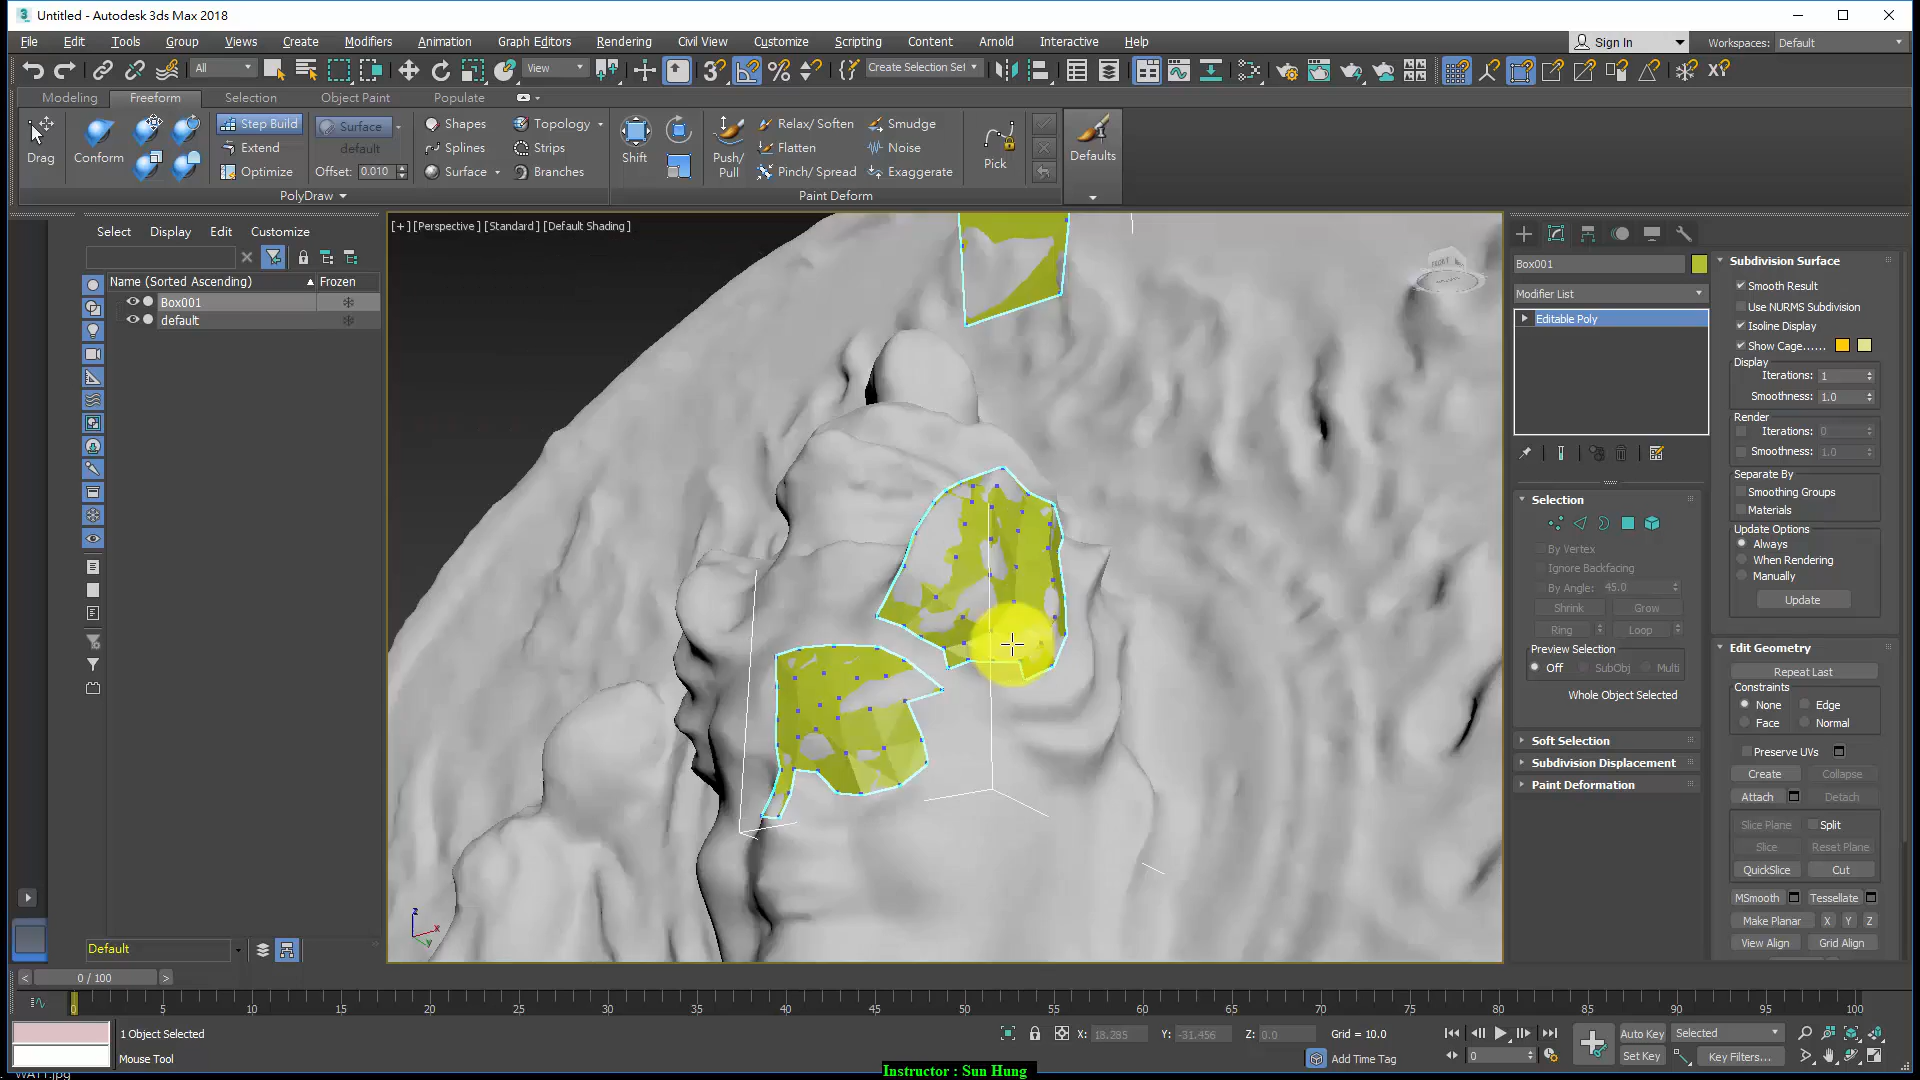 Untitled - Autodesk 3ds Max 2018
File Edit Tools Group Views Create Modifiers Animation Graph Editors Rendering Civil View Customize Scripting Content Arnold Interactive Help
Sign In
Workspaces: Default
All
View
Create Selection Set
Modeling Freeform Selection Object Paint Populate
Drag
Conform
Step Build
Extend
Optimize
Surface
default
Offset: 0.010
Shapes
Splines
Surface
Topology
Strips
Branches
Shift
Push/
Pull
Relax/ Soften
Flatten
Pinch/ Spread
Smudge
Noise
Exaggerate
Pick
Defaults
PolyDraw
Paint Deform
Select Display Edit Customize
Name (Sorted Ascending) Frozen
Box001
default
[+] [Perspective ] [Standard ] [Default Shading ]
FRONT
z
x
y
Box001
Modifier List
Editable Poly
Selection
By Vertex
Ignore Backfacing
By Angle: 45.0
Shrink Grow
Ring Loop
Preview Selection
Off SubObj Multi
Whole Object Selected
Soft Selection
Subdivision Displacement
Paint Deformation
Subdivision Surface
Smooth Result
Use NURMS Subdivision
Isoline Display
Show Cage......
Display
Iterations: 1
Smoothness: 1.0
Render
Iterations: 0
Smoothness: 1.0
Separate By
Smoothing Groups
Materials
Update Options
Always
When Rendering
Manually
Update
Edit Geometry
Repeat Last
Constraints
None Edge
Face Normal
Preserve UVs
Create Collapse
Attach Detach
Slice Plane Split
Slice Reset Plane
QuickSlice Cut
MSmooth Tessellate
Make Planar X Y Z
View Align Grid Align
Default
< 0 / 100 >
0 5 10 15 20 25 30 35 40 45 50 55 60 65 70 75 80 85 90 95 100
1 Object Selected
Mouse Tool
X: 18.285 Y: -31.456 Z: 0.0 Grid = 10.0
Add Time Tag
0
Auto Key Selected
Set Key Key Filters...
Instructor : Sun Hung